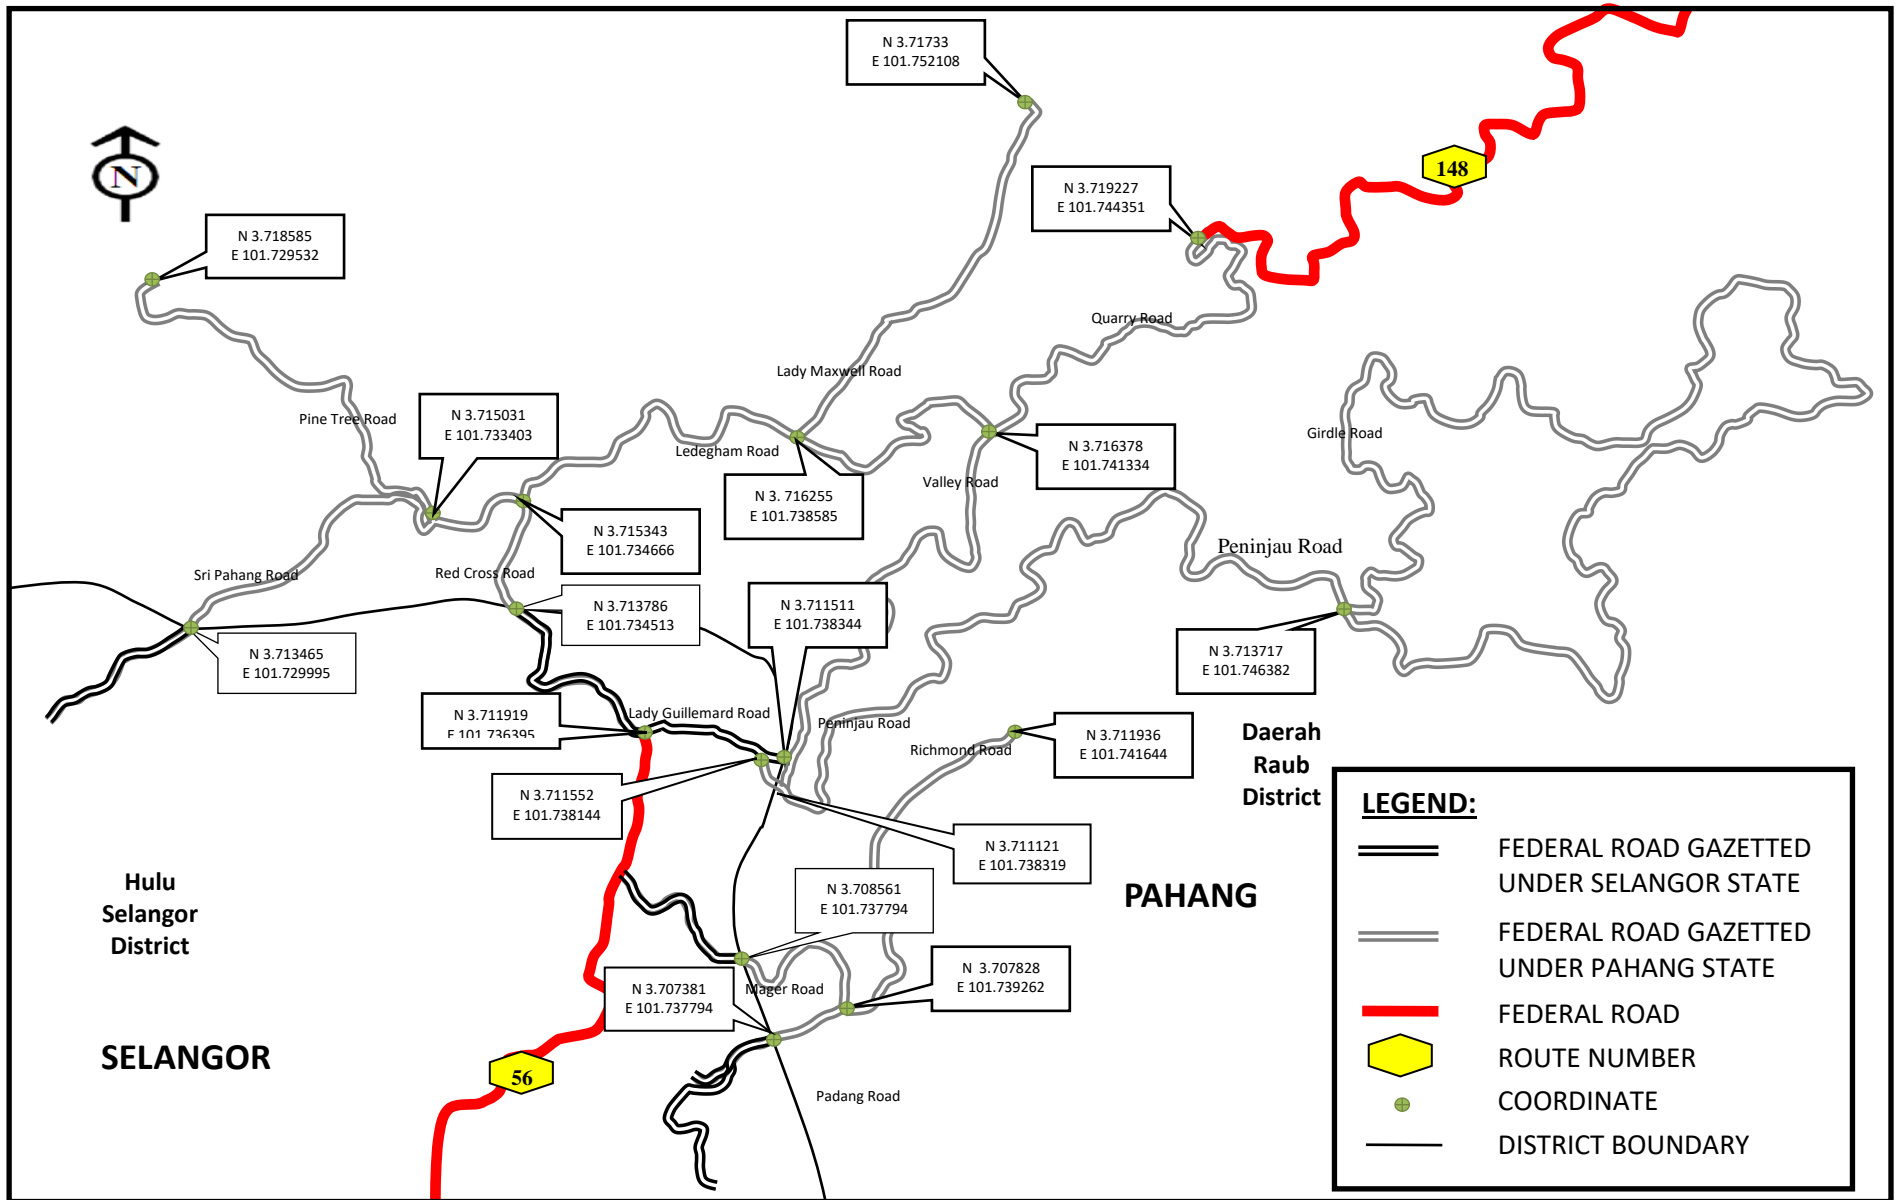 N 3.71733
E 101.752108
148
N
N 3.719227
E 101.744351
N 3.718585
E 101.729532
Quarry Road
Lady Maxwell Road
Pine Tree Road
N 3.715031
E 101.733403
Ledegham Road
Girdle Road
N 3.716378
E 101.741334
Valley Road
N 3. 716255
E 101.738585
N 3.715343
E 101.734666
Peninjau Road
Sri Pahang Road
Red Cross Road
N 3.713786
E 101.734513
N 3.711511
E 101.738344
N 3.713465
E 101.729995
N 3.713717
E 101.746382
N 3.711919
E 101.736395
Lady Guillemard Road
Peninjau Road
Richmond Road
N 3.711936
E 101.741644
Daerah
Raub
District
N 3.711552
E 101.738144
N 3.711121
E 101.738319
Hulu
Selangor
District
N 3.708561
E 101.737794
PAHANG
N 3.707381
E 101.737794
Mager Road
N 3.707828
E 101.739262
SELANGOR
56
Padang Road
LEGEND:
FEDERAL ROAD GAZETTED
UNDER SELANGOR STATE
FEDERAL ROAD GAZETTED
UNDER PAHANG STATE
FEDERAL ROAD
ROUTE NUMBER
COORDINATE
DISTRICT BOUNDARY